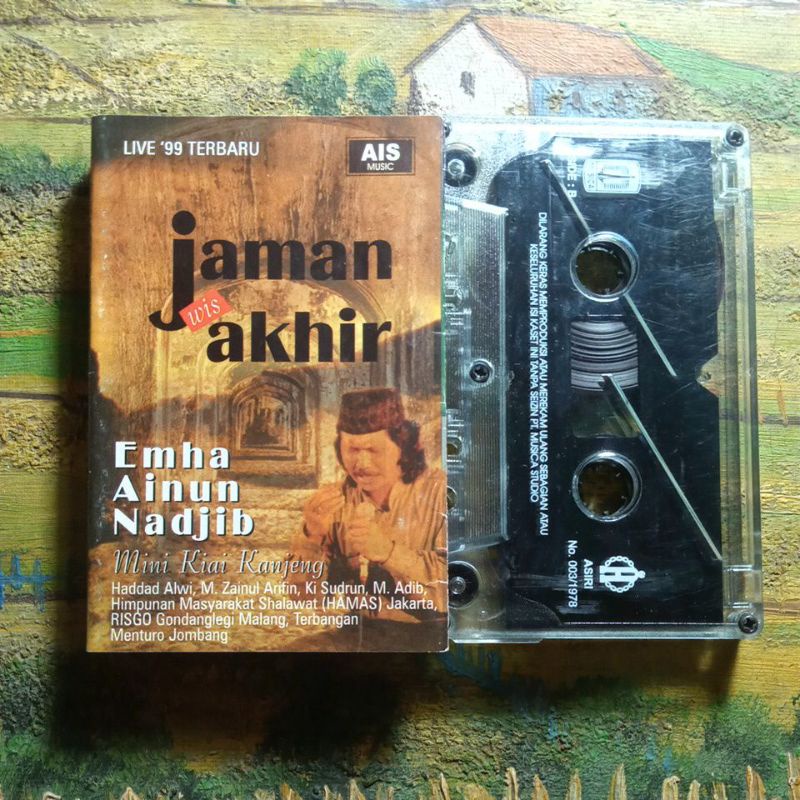 LIVE '99 TERBARU
AIS
MUSIC
jaman
wis
akhir
Emha
Ainun
Nadjib
Mini Kiai Kanjeng
Haddad Alwi, M. Zainul Arifin, Ki Sudrun, M. Adib,
Himpunan Masyarakat Shalawat (HAMAS) Jakarta,
RISGO Gondanglegi Malang, Terbangan
Menturo Jombang
DILARANG KERAS MEMPRODUKSI ATAU MEREKAM ULANG SEBAGIAN ATAU
KESELURUHAN ISI KASET INI TANPA SEIZIN PT. MUSICA STUDIO
ASIRI
No. 003/1978